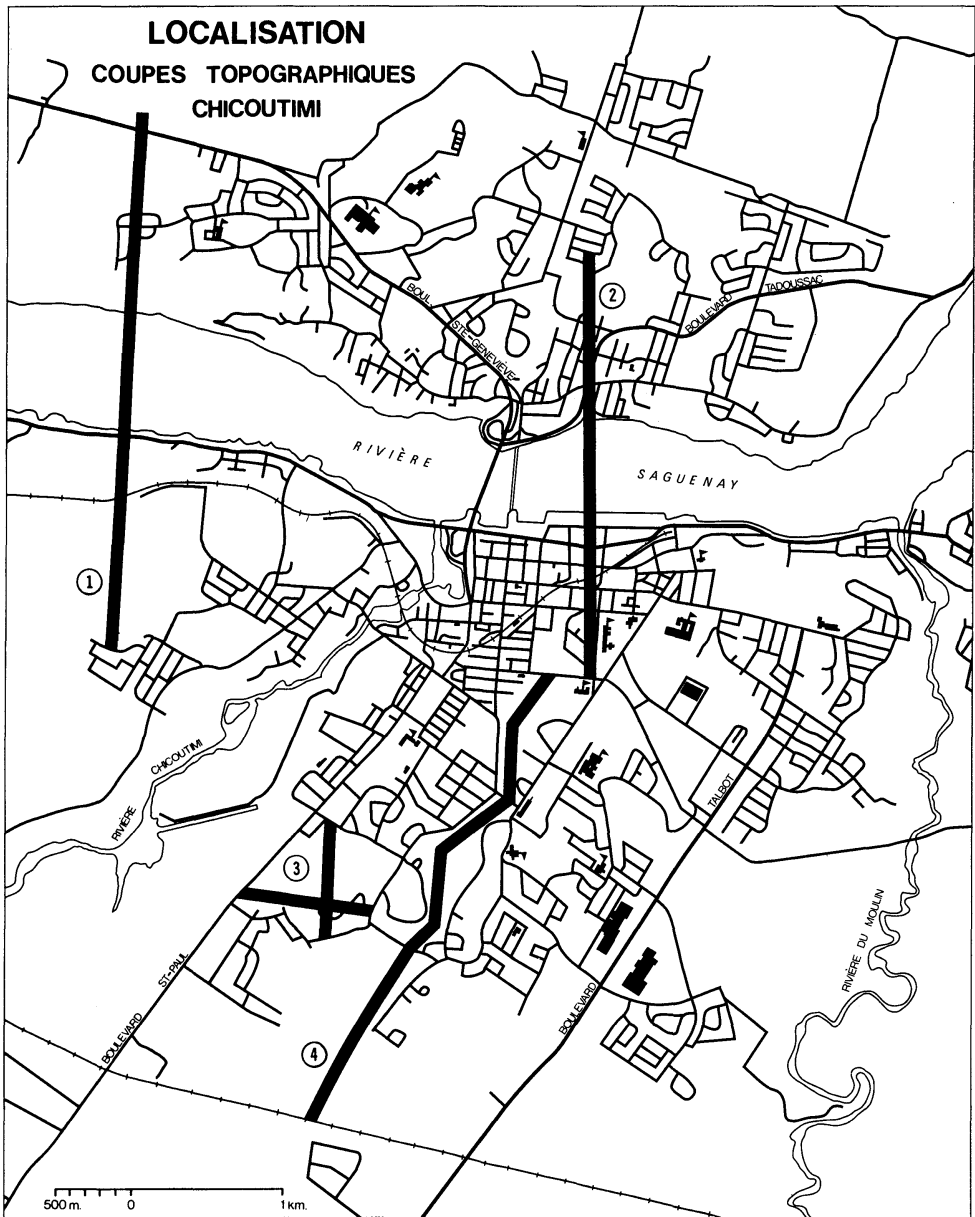 LOCALISATION
COUPES TOPOGRAPHIQUES
CHICOUTIMI
2
BOULEVARD TADOUSSAC
BOUL. STE-GENEVIÈVE
RIVIÈRE SAGUENAY
1
RIVIÈRE CHICOUTIMI
BOULEVARD TALBOT
3
RIVIÈRE DU MOULIN
BOULEVARD ST-PAUL
4
500 m. 0 1 km.